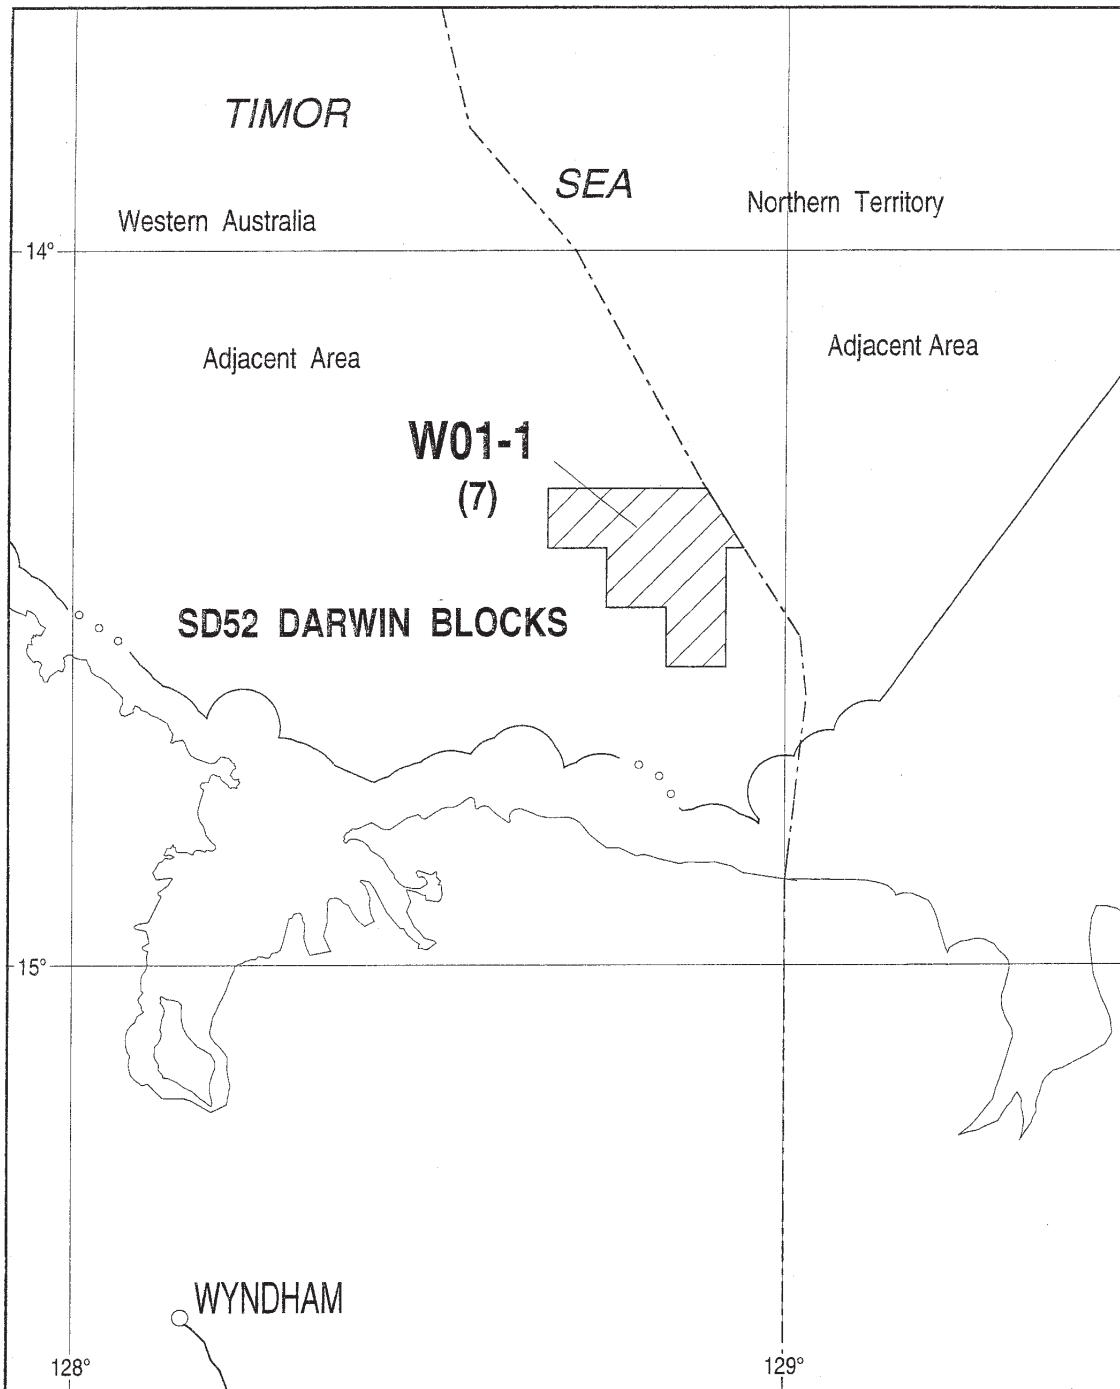 TIMOR
SEA
Northern Territory
Western Australia
14°
Adjacent Area
Adjacent Area
W01-1
(7)
SD52 DARWIN BLOCKS
15°
WYNDHAM
128°
129°